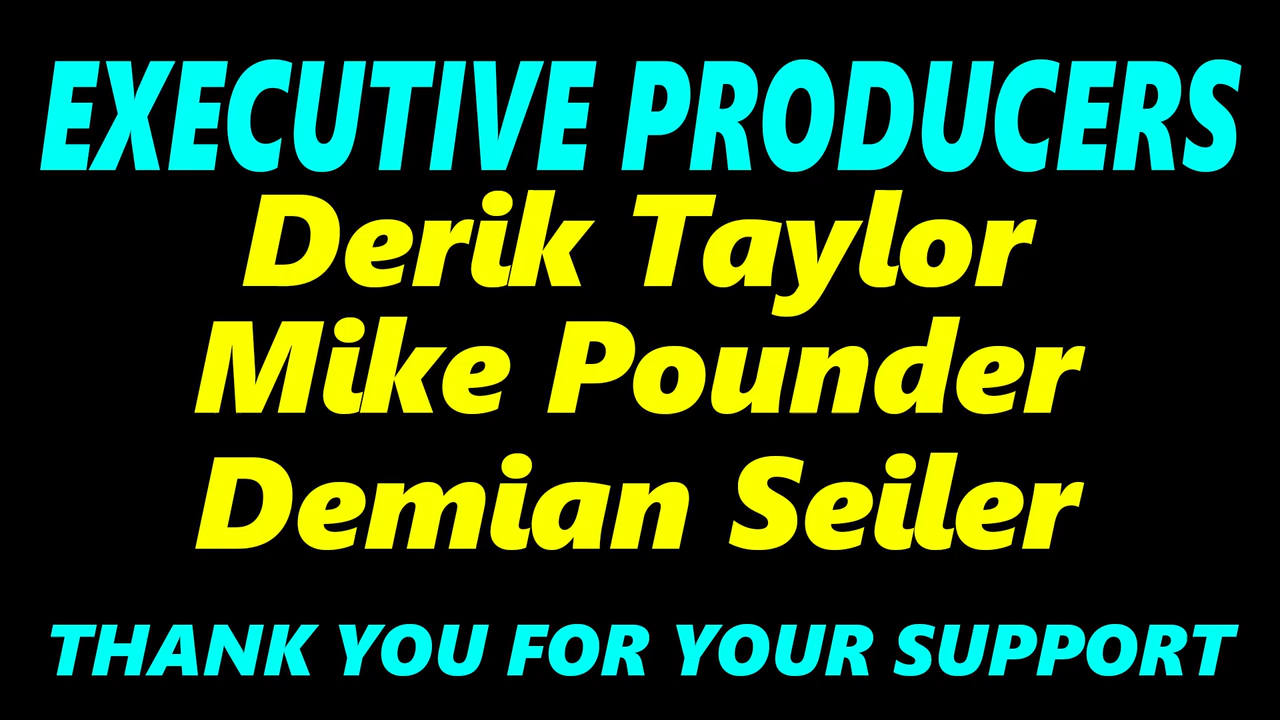 EXECUTIVE PRODUCERS
Derik Taylor
Mike Pounder
Demian Seiler
THANK YOU FOR YOUR SUPPORT